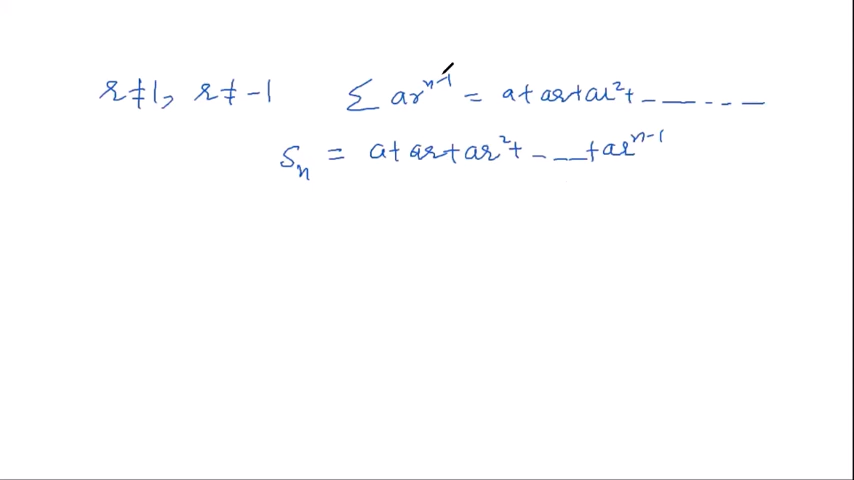 r≠1, r≠-1 ∑ ar^{n-1} = a+ar+ar²+-—---—
S_n = a+ar+ar²+-—+ar^{n-1}